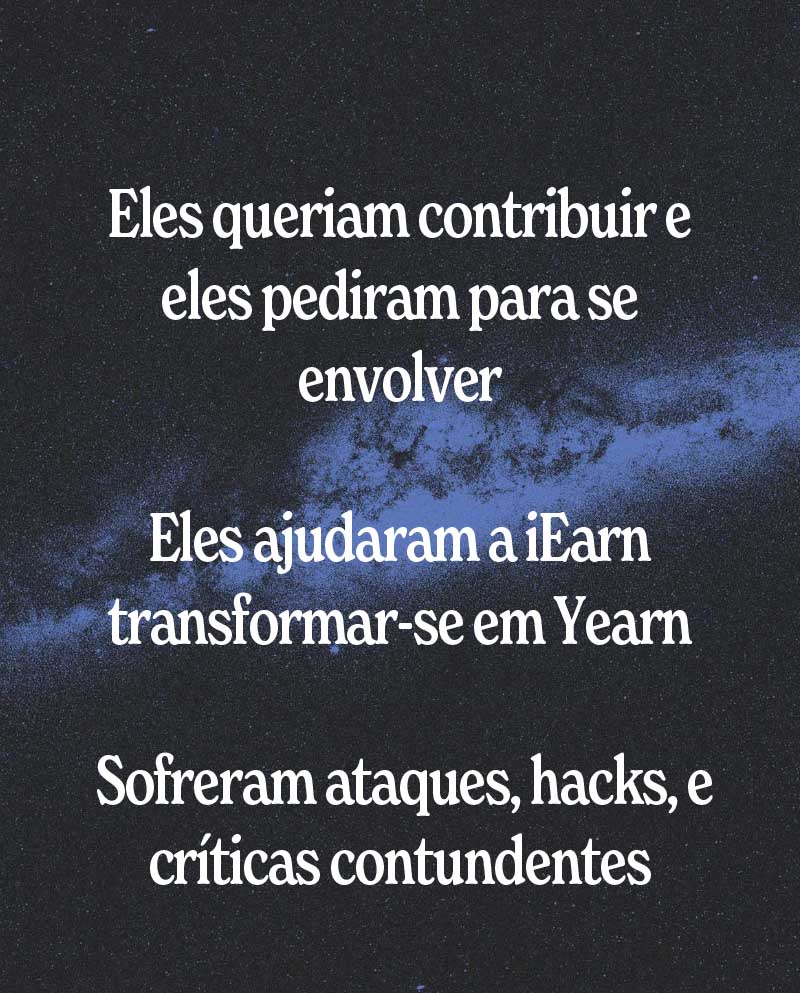 Eles queriam contribuir e
eles pediram para se
envolver
Eles ajudaram a iEarn
transformar-se em Yearn
Sofreram ataques, hacks, e
críticas contundentes